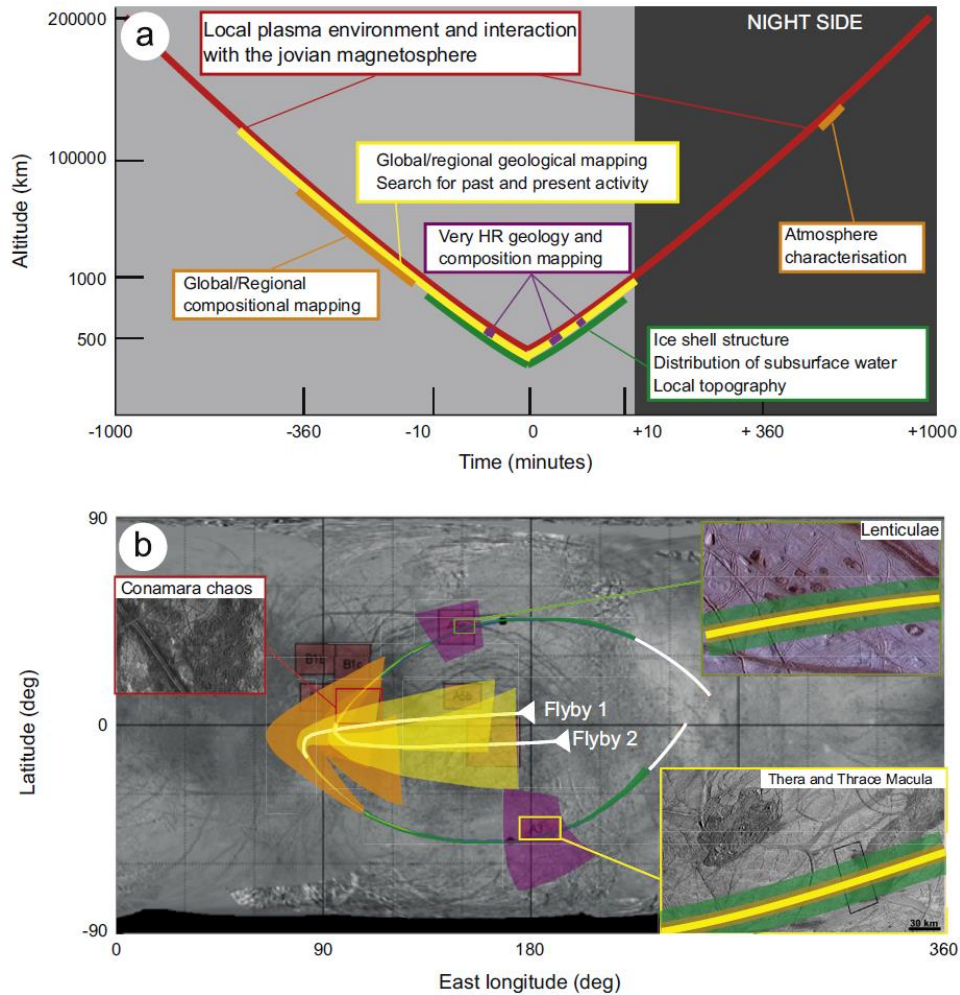 a
NIGHT SIDE
200000
100000
1000
500
Altitude (km)
Local plasma environment and interaction
with the jovian magnetosphere
Global/regional geological mapping
Search for past and present activity
Very HR geology and
composition mapping
Atmosphere
characterisation
Global/Regional
compositional mapping
Ice shell structure
Distribution of subsurface water
Local topography
-1000
-360
-10
0
+10
+ 360
+1000
Time (minutes)
b
90
0
-90
Latitude (deg)
Lenticulae
Conamara chaos
Flyby 1
Flyby 2
Thera and Thrace Macula
30 km
0
90
180
360
East longitude (deg)